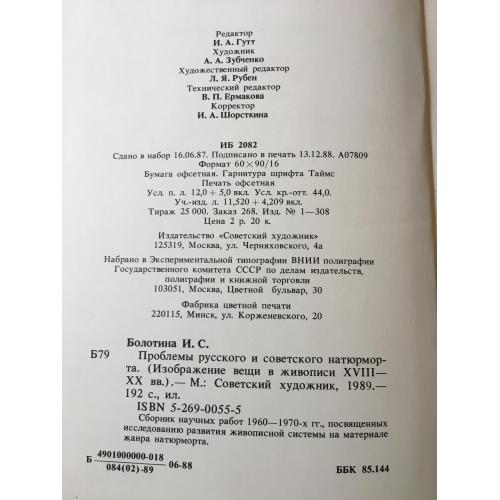 Редактор
И. А. Гутт
Художник
А. А. Зубченко
Художественный редактор
Л. Я. Рубен
Технический редактор
В. П. Ермакова
Корректор
И. А. Шорсткина
ИБ 2082
Сдано в набор 16.06.87. Подписано в печать 13.12.88. А07809
Формат 60×90/16
Бумага офсетная. Гарнитура шрифта Таймс
Печать офсетная
Усл. п. л. 12,0+5,0 вкл. Усл. кр.-отт. 44,0.
Уч.-изд. л. 11,520+4,209 вкл.
Тираж 25 000. Заказ 268. Изд. № 1—308
Цена 2 р. 20 к.
Издательство «Советский художник»
125319, Москва, ул. Черняховского, 4а
Набрано в Экспериментальной типографии ВНИИ полиграфии
Государственного комитета СССР по делам издательств,
полиграфии и книжной торговли
103051, Москва, Цветной бульвар, 30
Фабрика цветной печати
220115, Минск, ул. Корженевского, 20
Болотина И. С.
Б79 Проблемы русского и советского натюрмор-
та. (Изображение вещи в живописи XVIII—
XX вв.).— М.: Советский художник, 1989.—
192 с., ил.
ISBN 5-269-0055-5
Сборник научных работ 1960—1970-х гг., посвященных
исследованию развития живописной системы на материале
жанра натюрморта.
Б 4901000000-018
084(02)-89 06-88 ББК 85.144